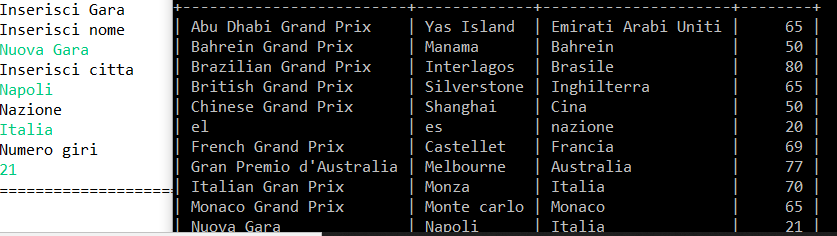 Inserisci Gara
Inserisci nome
Nuova Gara
Inserisci citta
Napoli
Nazione
Italia
Numero giri
21
====================
+-------------------------+-------------+----------------------+--------+
| Abu Dhabi Grand Prix | Yas Island | Emirati Arabi Uniti | 65 |
| Bahrein Grand Prix | Manama | Bahrein | 50 |
| Brazilian Grand Prix | Interlagos | Brasile | 80 |
| British Grand Prix | Silverstone | Inghilterra | 65 |
| Chinese Grand Prix | Shanghai | Cina | 50 |
| el | es | nazione | 20 |
| French Grand Prix | Castellet | Francia | 69 |
| Gran Premio d'Australia | Melbourne | Australia | 77 |
| Italian Gran Prix | Monza | Italia | 70 |
| Monaco Grand Prix | Monte carlo | Monaco | 65 |
| Nuova Gara | Napoli | Italia | 21 |